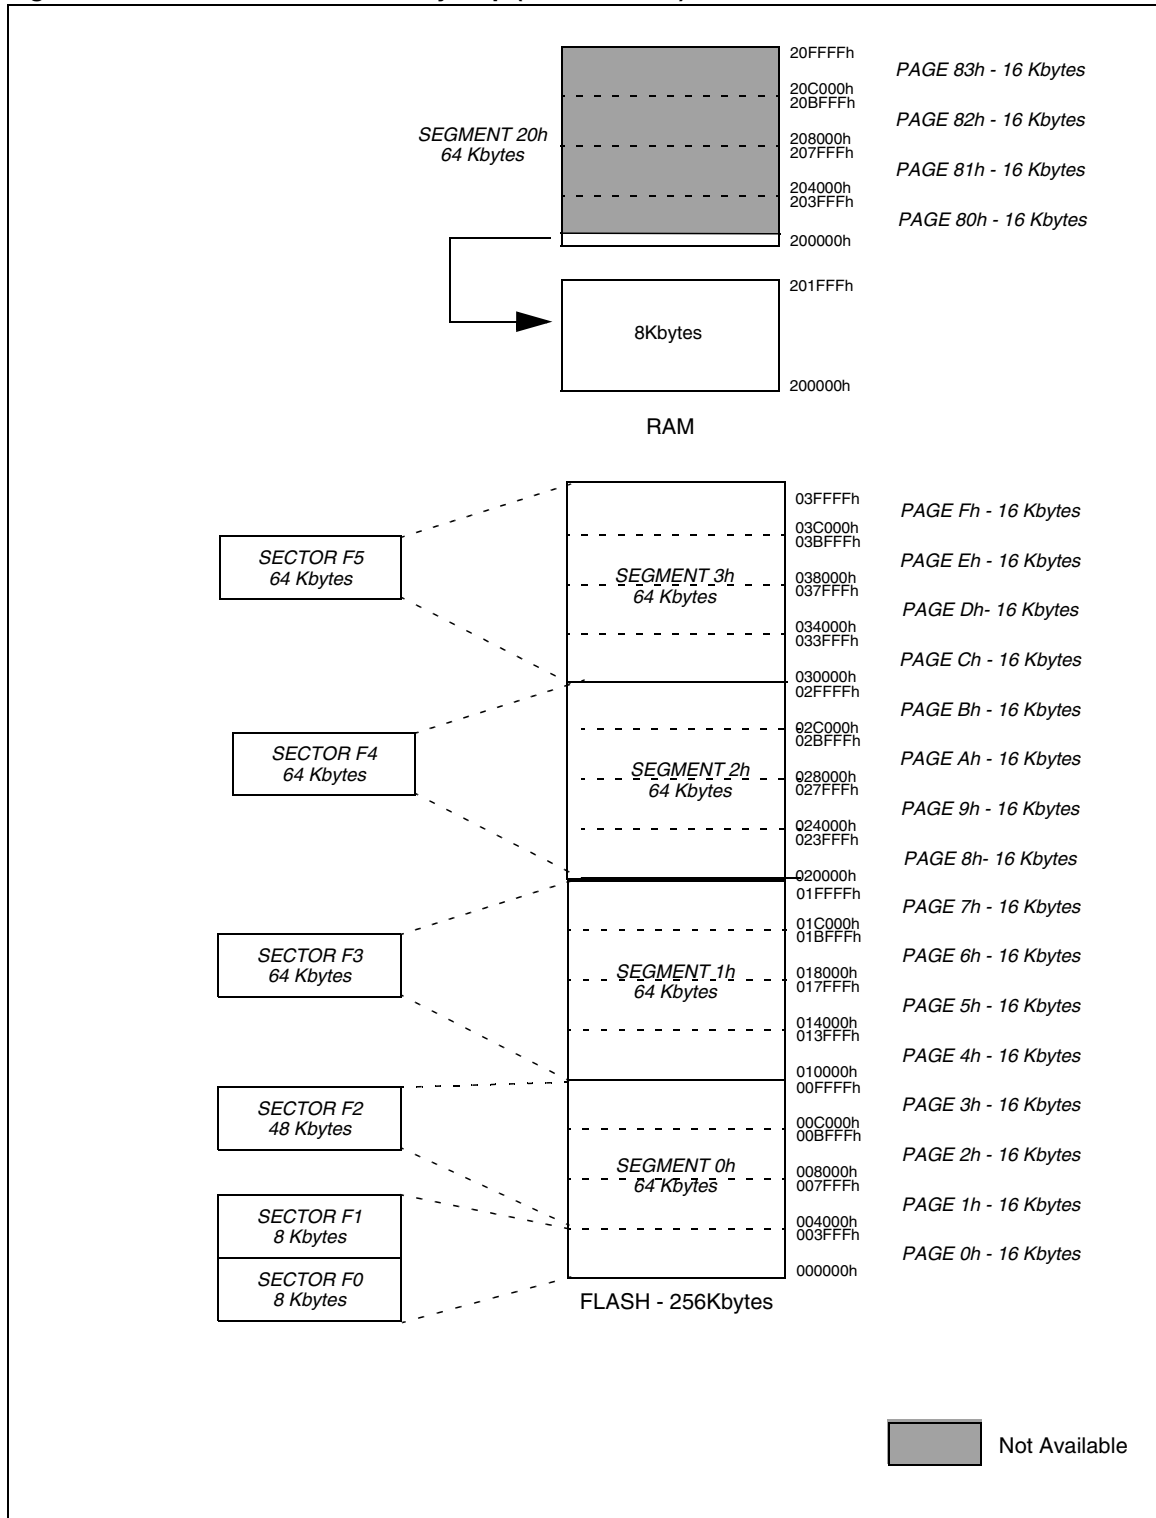 20FFFFh
PAGE 83h - 16 Kbytes
20C000h
20BFFFh
PAGE 82h - 16 Kbytes
SEGMENT 20h
64 Kbytes
208000h
207FFFh
PAGE 81h - 16 Kbytes
204000h
203FFFh
PAGE 80h - 16 Kbytes
200000h
201FFFh
8Kbytes
200000h
RAM
03FFFFh
PAGE Fh - 16 Kbytes
03C000h
03BFFFh
SECTOR F5
64 Kbytes
PAGE Eh - 16 Kbytes
SEGMENT 3h
64 Kbytes
038000h
037FFFh
PAGE Dh- 16 Kbytes
034000h
033FFFh
PAGE Ch - 16 Kbytes
030000h
02FFFFh
PAGE Bh - 16 Kbytes
02C000h
02BFFFh
SECTOR F4
64 Kbytes
PAGE Ah - 16 Kbytes
SEGMENT 2h
64 Kbytes
028000h
027FFFh
PAGE 9h - 16 Kbytes
024000h
023FFFh
PAGE 8h- 16 Kbytes
020000h
01FFFFh
PAGE 7h - 16 Kbytes
01C000h
01BFFFh
SECTOR F3
64 Kbytes
PAGE 6h - 16 Kbytes
SEGMENT 1h
64 Kbytes
018000h
017FFFh
PAGE 5h - 16 Kbytes
014000h
013FFFh
PAGE 4h - 16 Kbytes
010000h
00FFFFh
SECTOR F2
48 Kbytes
PAGE 3h - 16 Kbytes
00C000h
00BFFFh
PAGE 2h - 16 Kbytes
SEGMENT 0h
64 Kbytes
008000h
007FFFh
PAGE 1h - 16 Kbytes
SECTOR F1
8 Kbytes
004000h
003FFFh
PAGE 0h - 16 Kbytes
SECTOR F0
8 Kbytes
000000h
FLASH - 256Kbytes
Not Available